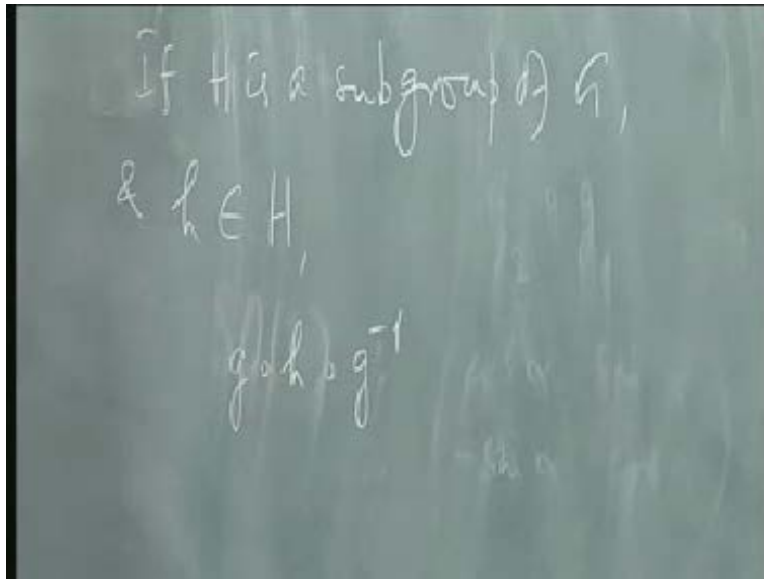 If H is a subgroup of G,
& h ∈ H,
g∘h∘g⁻¹